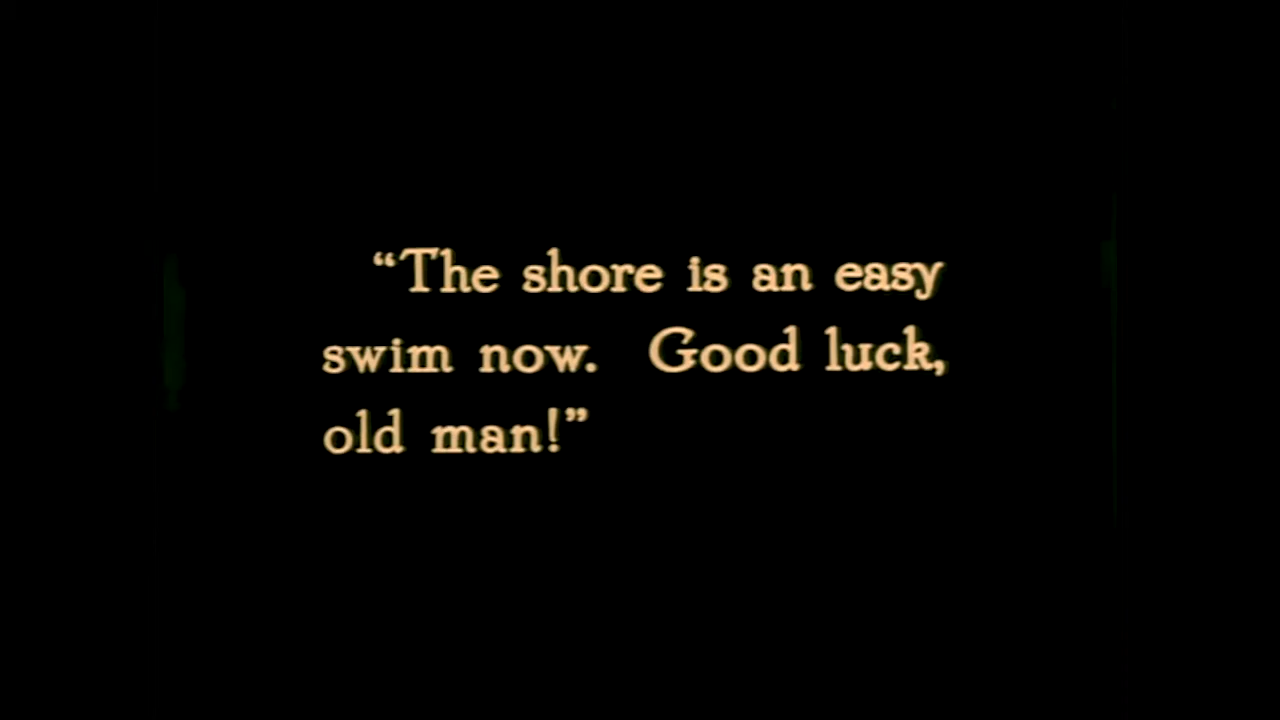 “The shore is an easy
swim now.  Good luck,
old man!”